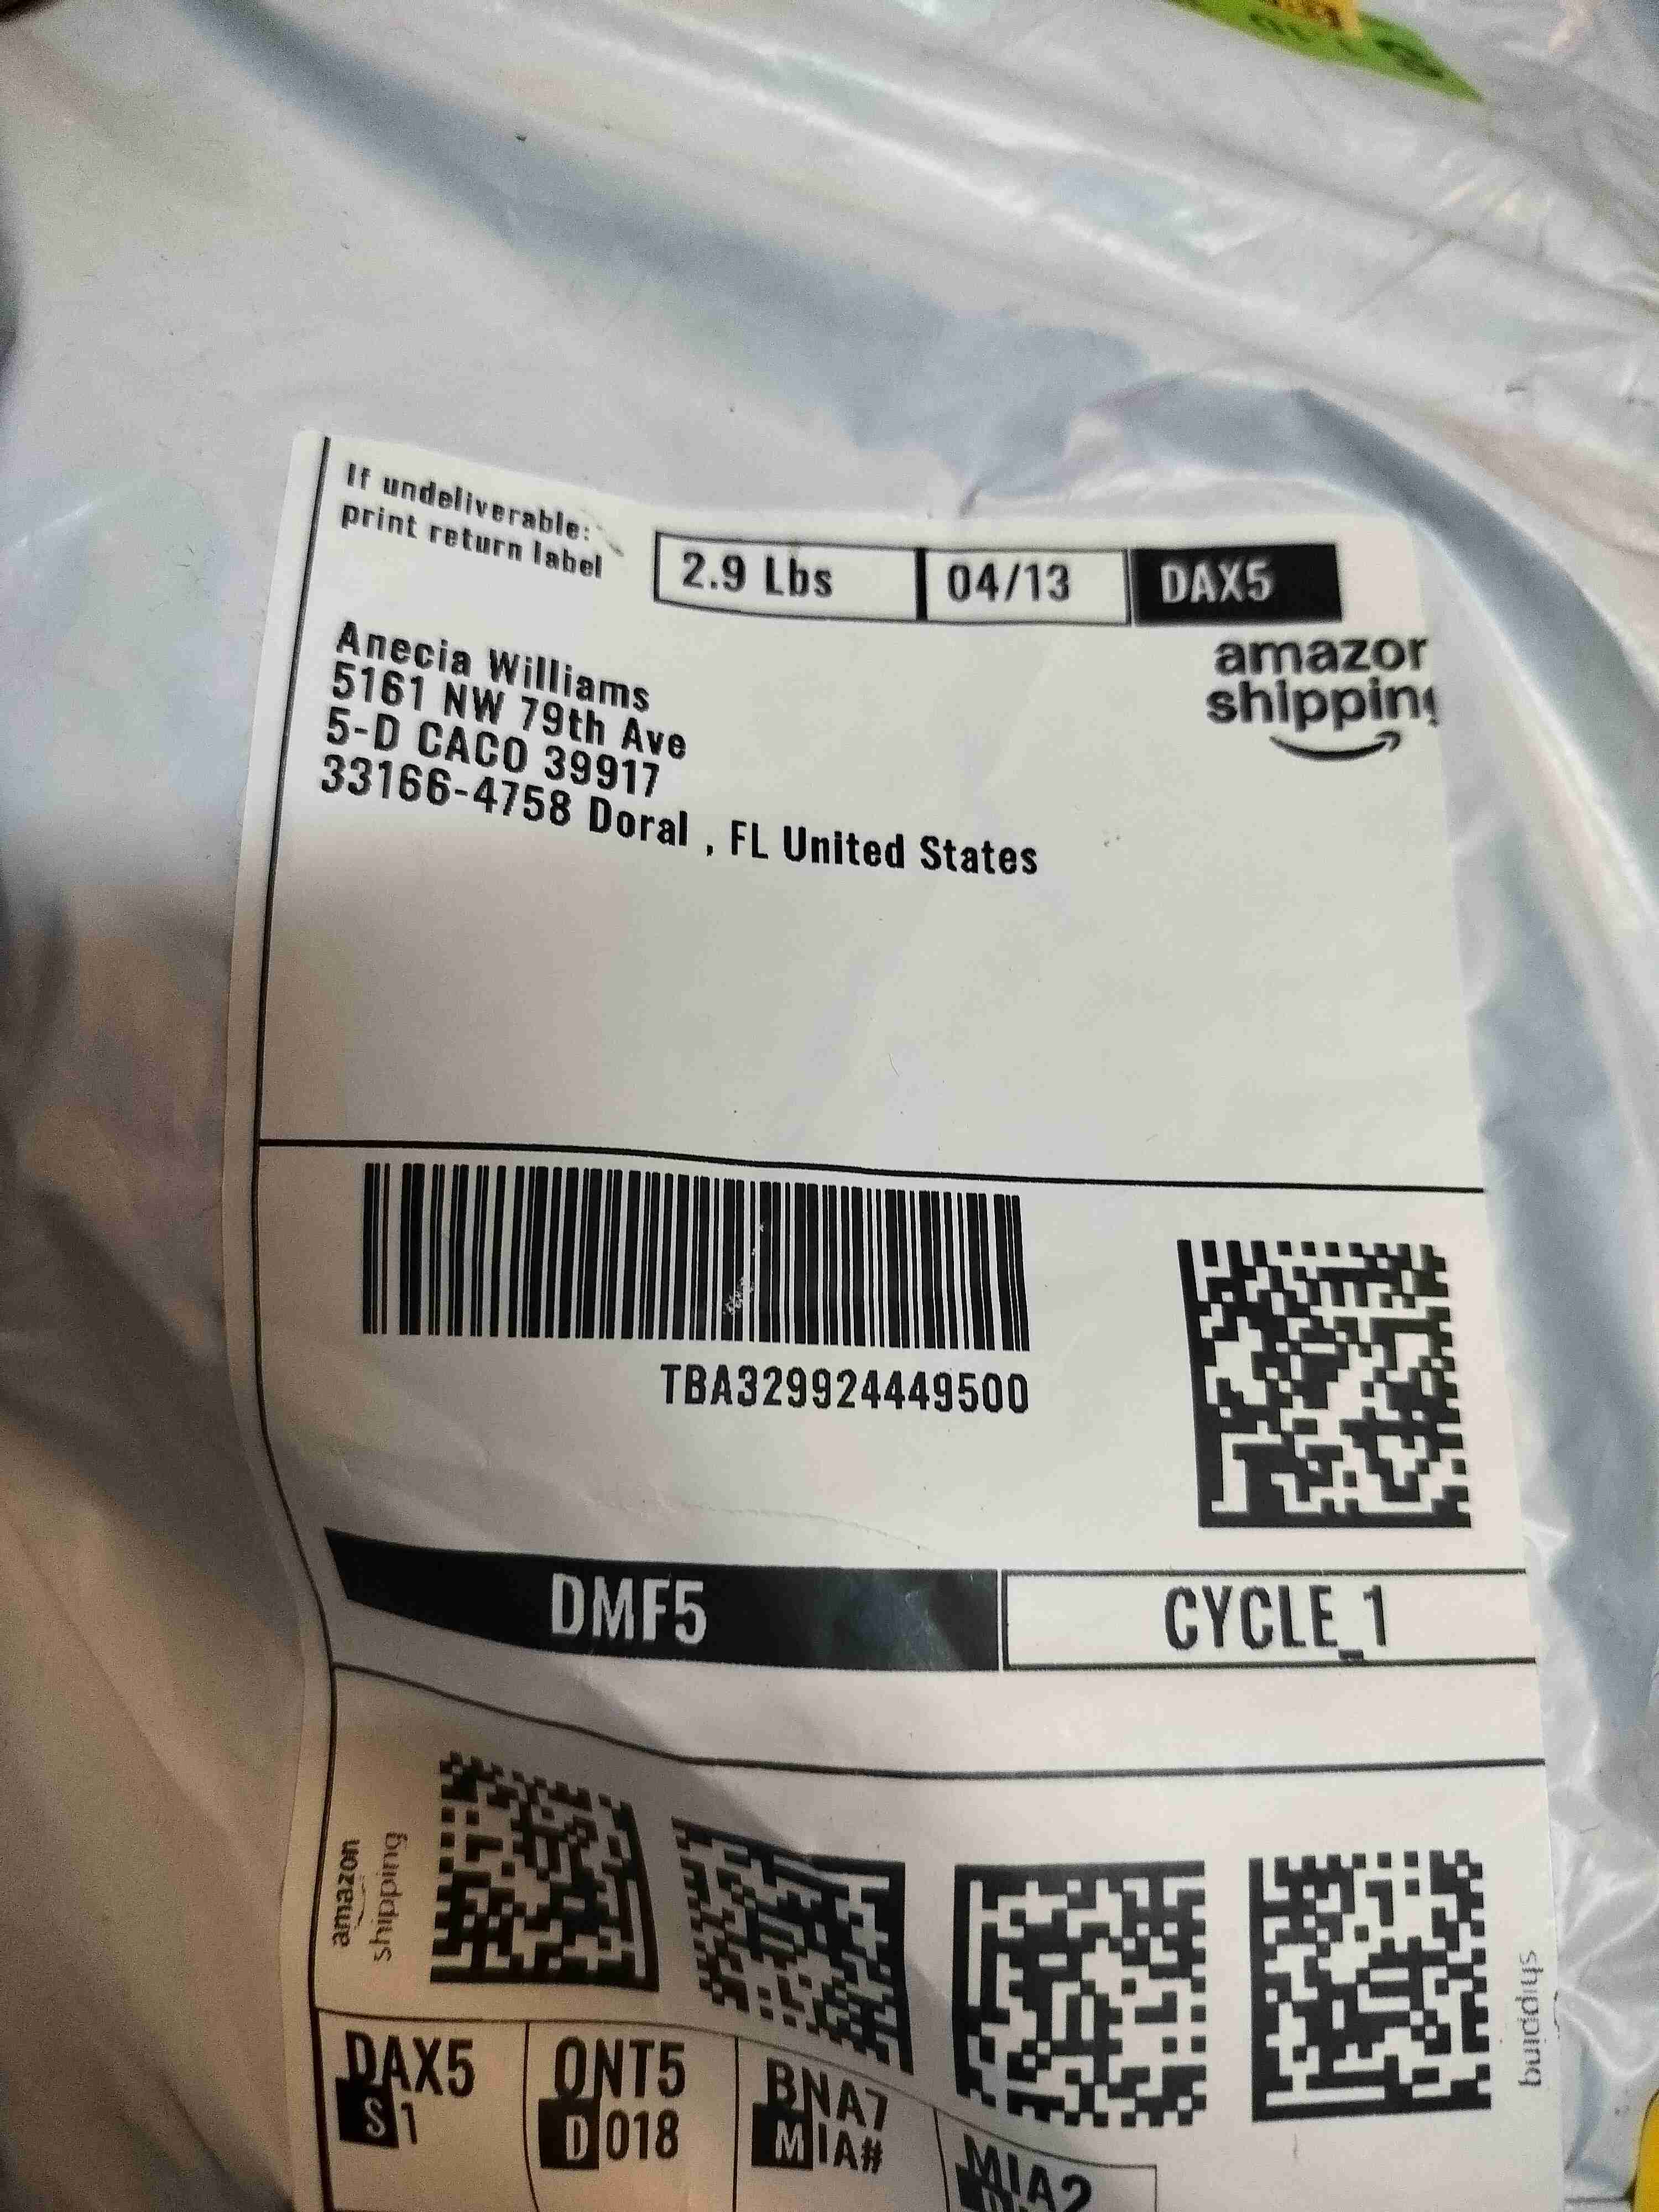 If undeliverable:
print return label
2.9 Lbs
04/13
DAX5
amazon
shipping
Anecia Williams
5161 NW 79th Ave
5-D CACO 39917
33166-4758 Doral , FL United States
TBA329924449500
DMF5
CYCLE_1
amazon
shipping
shipping
DAX5
S1
ONT5
D018
BNA7
MIA#
MIA2